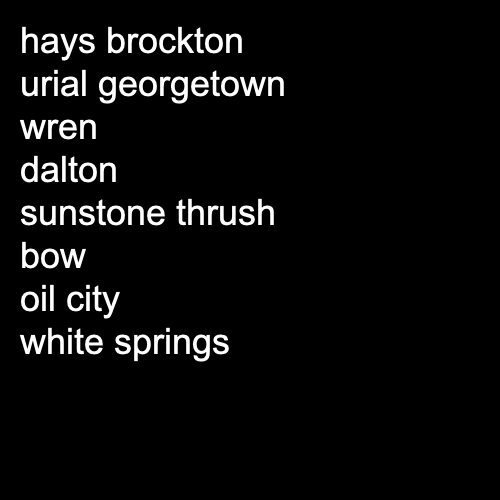 hays brockton
urial georgetown
wren
dalton
sunstone thrush
bow
oil city
white springs